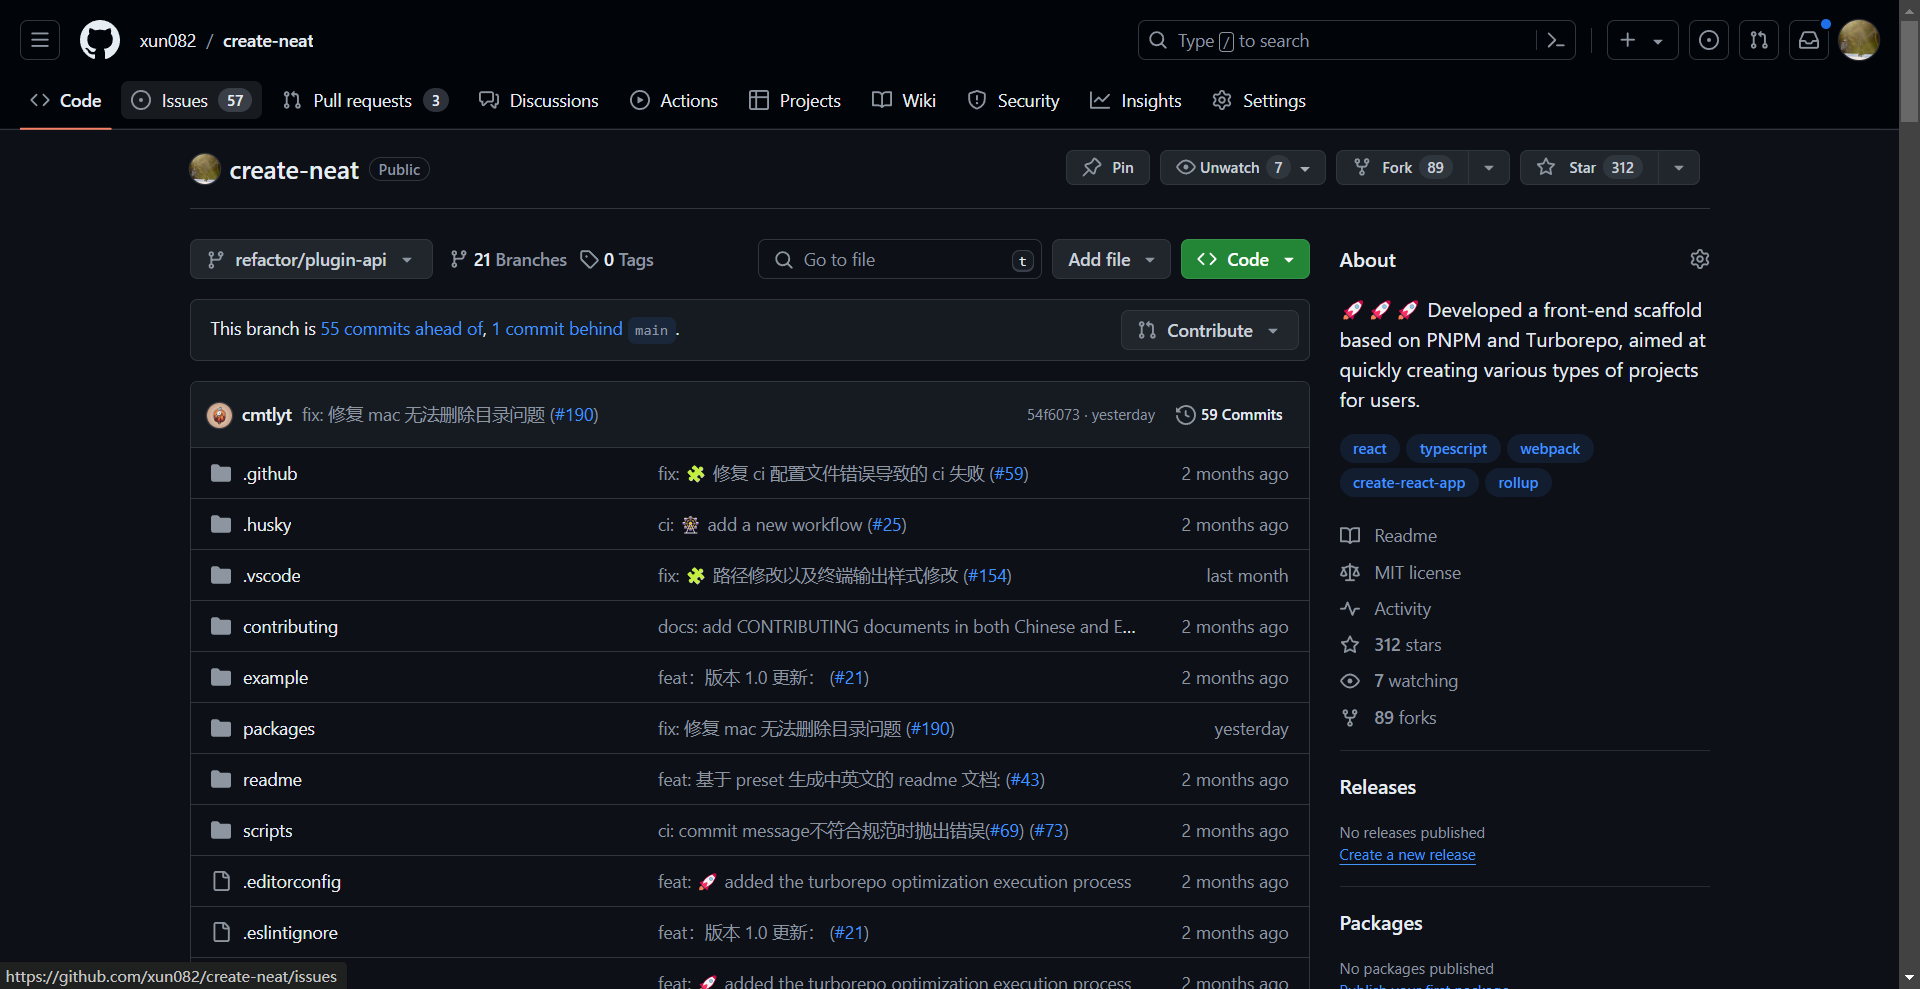 xun082 / create-neat
Type / to search
Code
Issues 57
Pull requests 3
Discussions
Actions
Projects
Wiki
Security
Insights
Settings
create-neat Public
Pin
Unwatch 7
Fork 89
Star 312
refactor/plugin-api
21 Branches
0 Tags
Go to file
t
Add file
Code
This branch is 55 commits ahead of, 1 commit behind main .
Contribute
cmtlyt fix: 修复 mac 无法删除目录问题 (#190)
54f6073 · yesterday
59 Commits
.github fix: 🧩 修复 ci 配置文件错误导致的 ci 失败 (#59) 2 months ago
.husky ci: 🎡 add a new workflow (#25) 2 months ago
.vscode fix: 🧩 路径修改以及终端输出样式修改 (#154) last month
contributing docs: add CONTRIBUTING documents in both Chinese and E... 2 months ago
example feat：版本 1.0 更新： (#21) 2 months ago
packages fix: 修复 mac 无法删除目录问题 (#190) yesterday
readme feat: 基于 preset 生成中英文的 readme 文档: (#43) 2 months ago
scripts ci: commit message不符合规范时抛出错误(#69) (#73) 2 months ago
.editorconfig feat: 🚀 added the turborepo optimization execution process 2 months ago
.eslintignore feat：版本 1.0 更新： (#21) 2 months ago
feat: 🚀 added the turborepo optimization execution process 2 months ago
About
🚀🚀🚀 Developed a front-end scaffold
based on PNPM and Turborepo, aimed at
quickly creating various types of projects
for users.
react typescript webpack
create-react-app rollup
Readme
MIT license
Activity
312 stars
7 watching
89 forks
Releases
No releases published
Create a new release
Packages
No packages published
Publish your first package
https://github.com/xun082/create-neat/issues